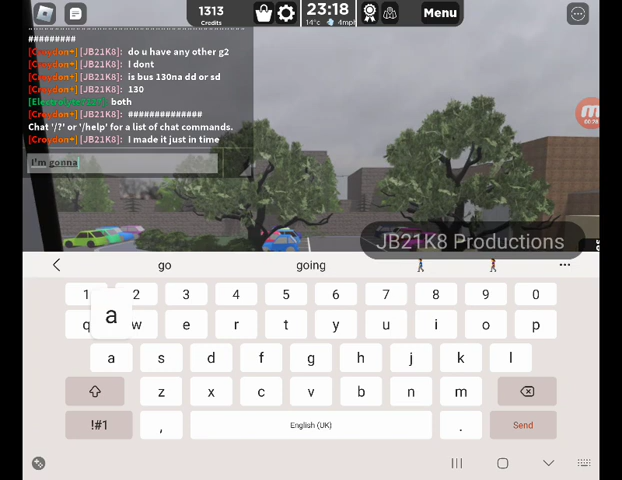 1313
Credits
23:18
14°c 4mph
Menu
#########
[Croydon+][JB21K8]: do u have any other g2
[Croydon+][JB21K8]: I dont
[Croydon+][JB21K8]: is bus 130na dd or sd
[Croydon+][JB21K8]: 130
both
[Croydon+][JB21K8]: ##############
Chat '/?' or '/help' for a list of chat commands.
[Croydon+][JB21K8]: I made it just in time
I'm gonna
JB21K8 Productions
go going
1 2 3 4 5 6 7 8 9 0
q w e r t y u i o p
a
a s d f g h j k l
z x c v b n m
!#1 , English (UK) . Send